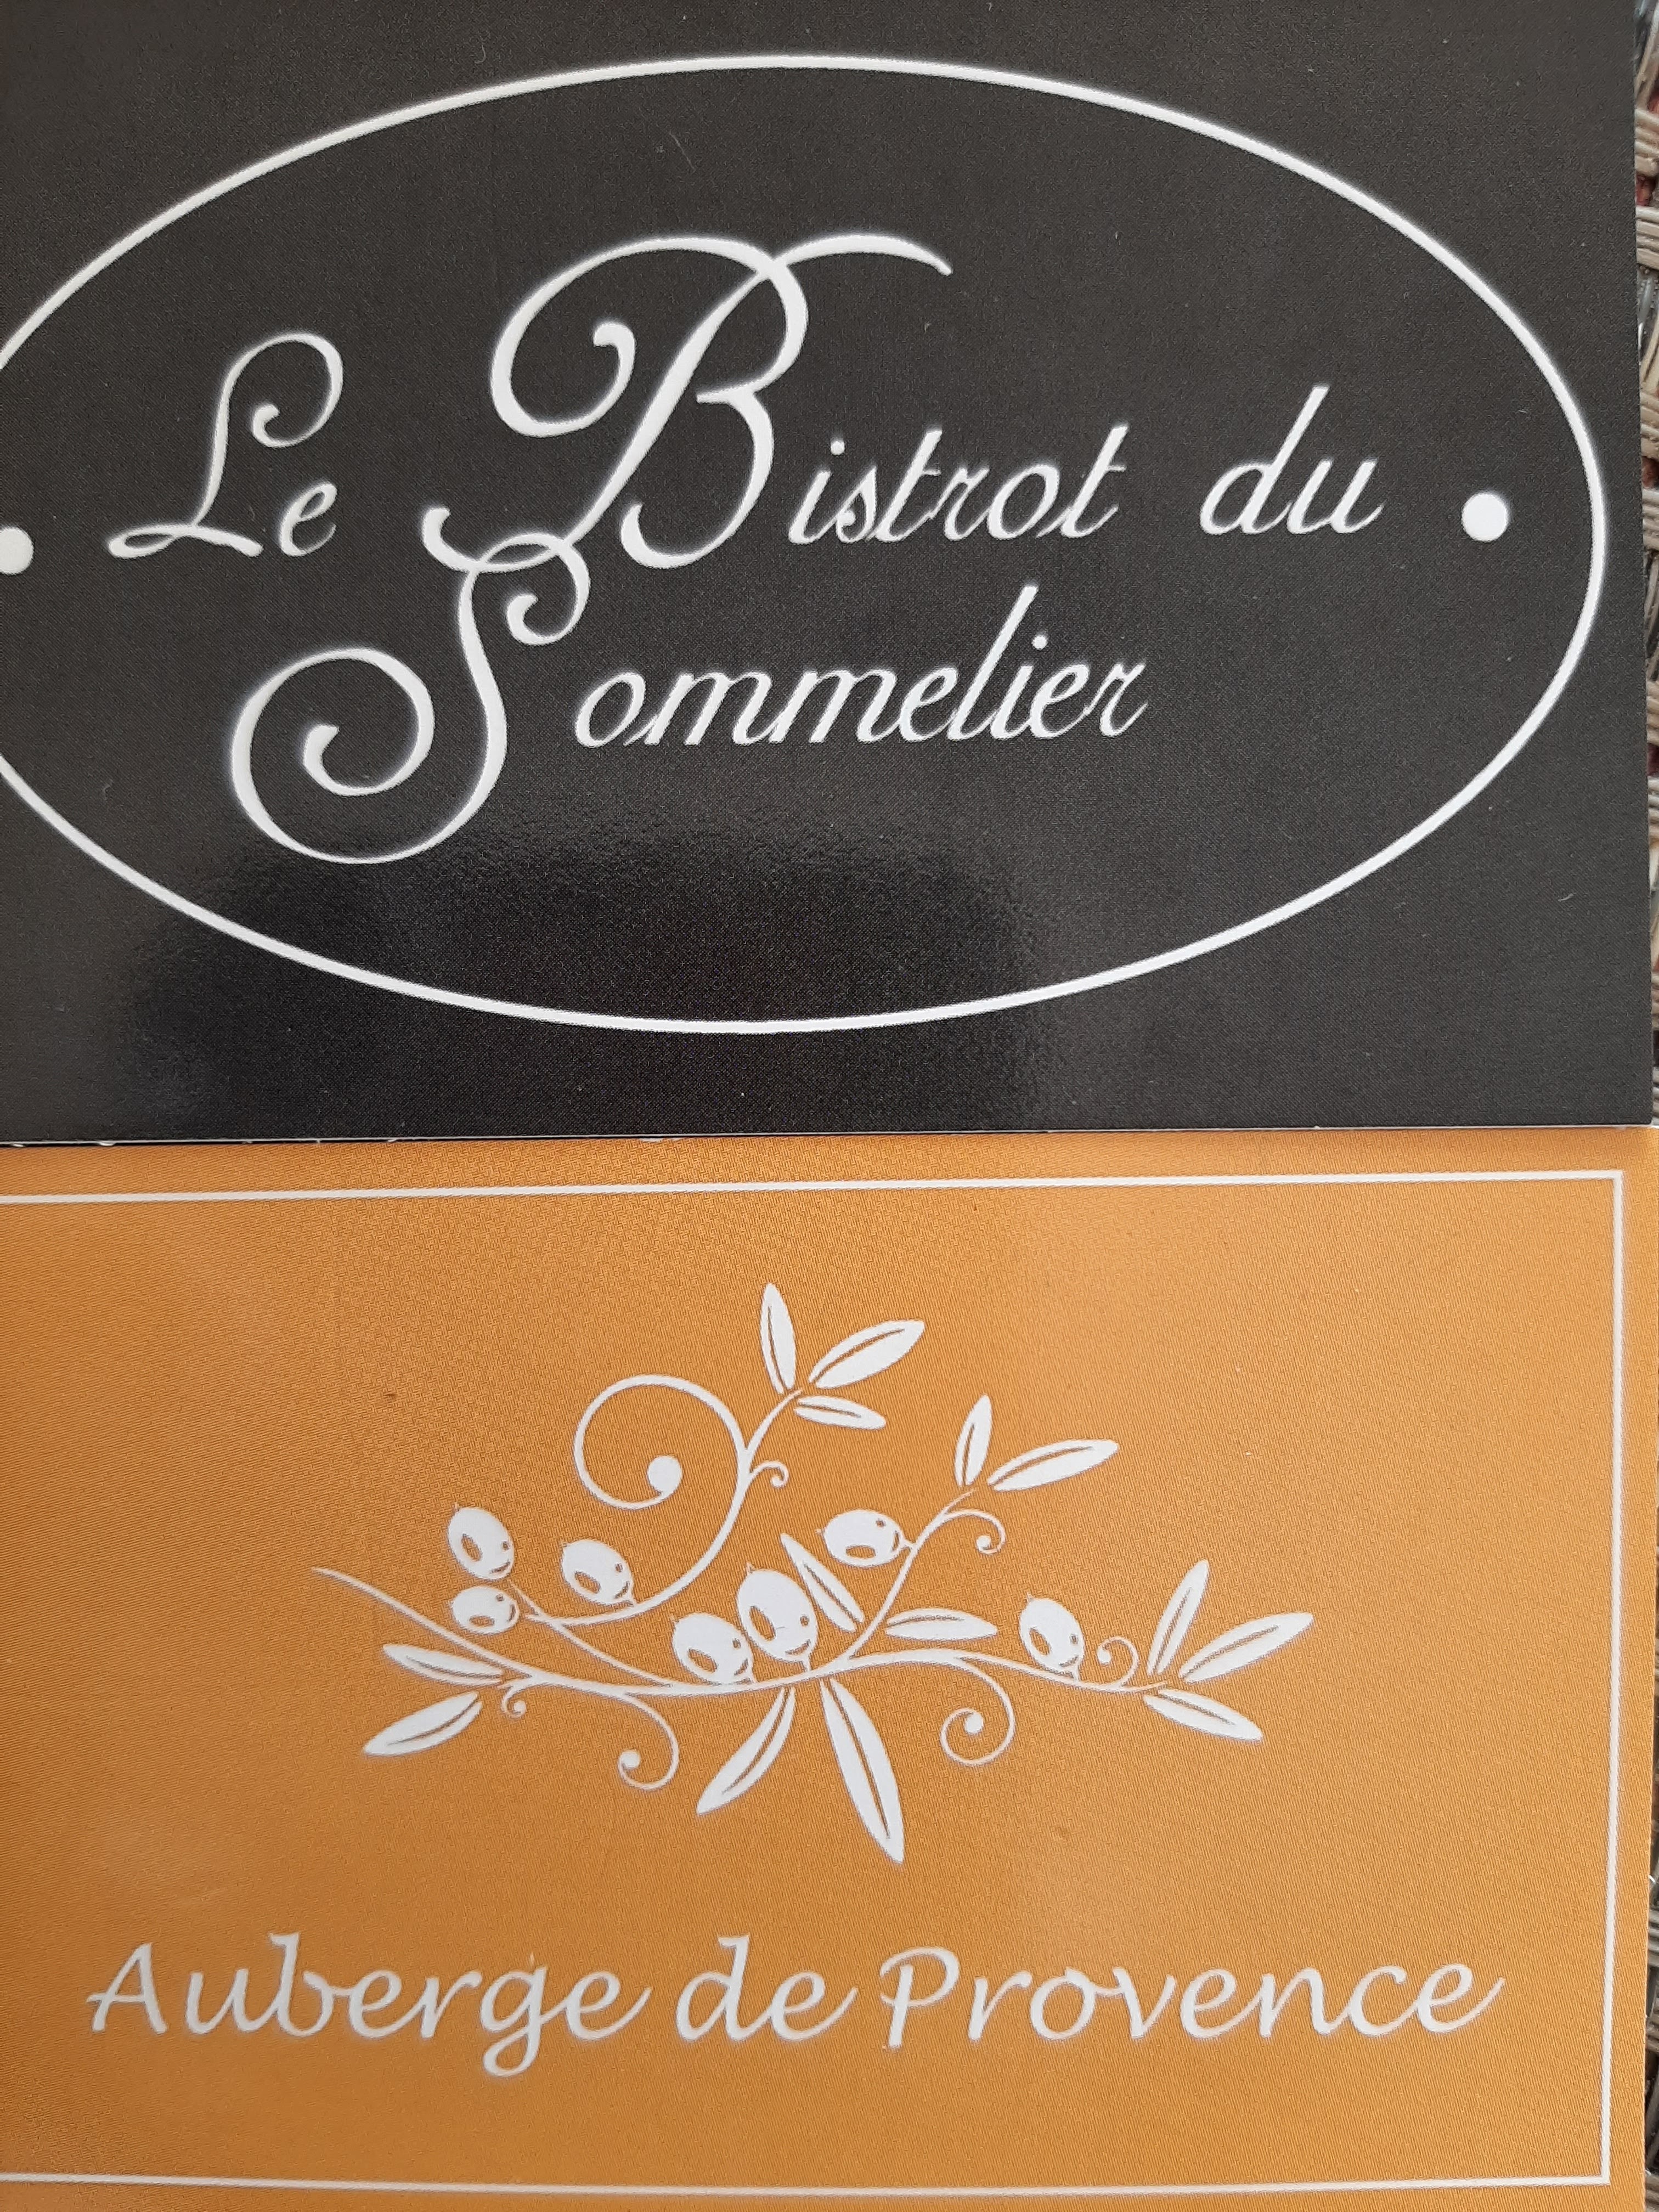 Le Bistrot du
Sommelier
Auberge de Provence